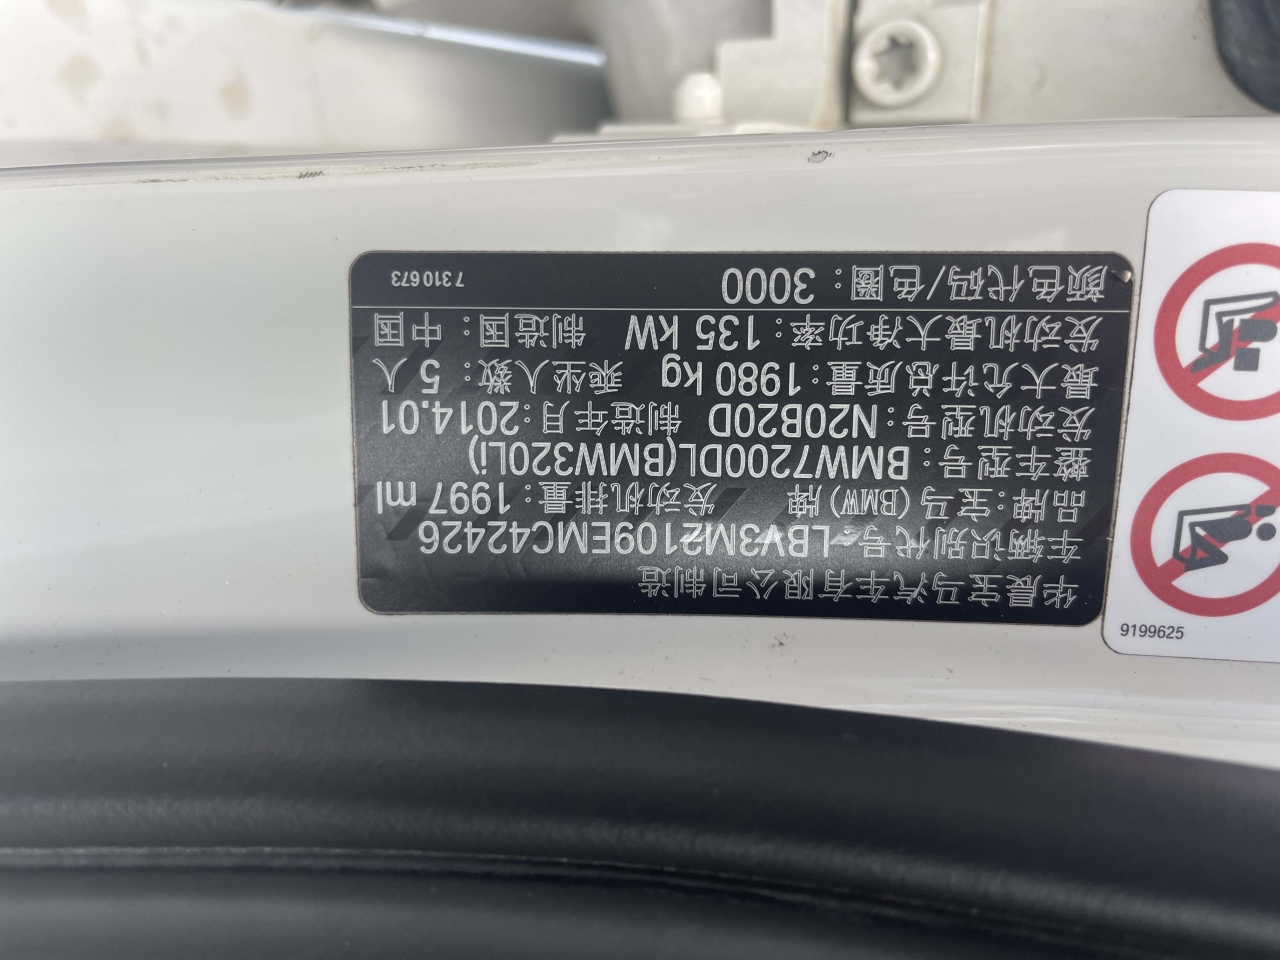 华晨宝马汽车有限公司制造
车辆识别代号：LBV3M2109EMC42426
品牌：宝马（BMW）牌 发动机排量：1997 ml
整车型号：BMW7200DL(BMW320Li)
发动机型号：N20B20D 制造年月：2014.01
最大允许总质量：1980 kg 乘坐人数：5 人
发动机最大净功率：135 kW 制造国：中国
颜色代码/色圈：3000 7310673
9199625